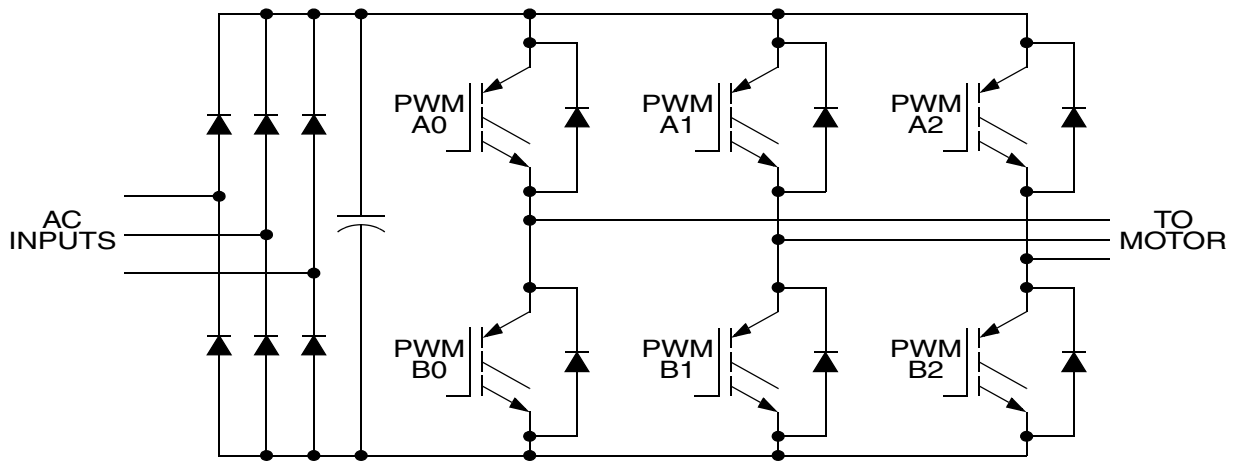 PWM
A0
PWM
A1
PWM
A2
AC
INPUTS
TO
MOTOR
PWM
B0
PWM
B1
PWM
B2